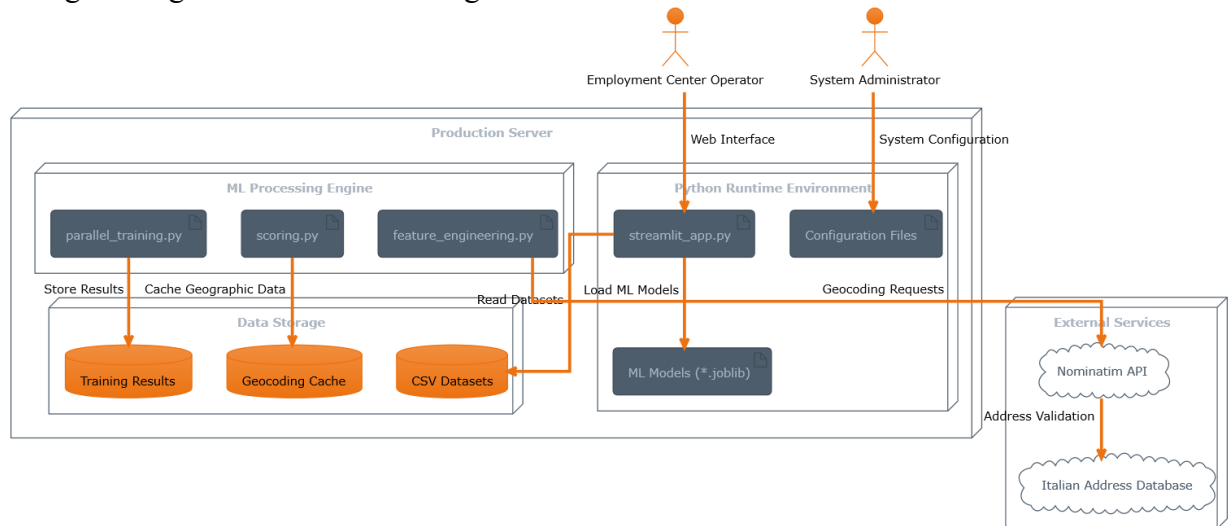 Employment Center Operator
System Administrator
Production Server
Web Interface
System Configuration
ML Processing Engine
Python Runtime Environment
parallel_training.py
scoring.py
feature_engineering.py
streamlit_app.py
Configuration Files
Store Results
Cache Geographic Data
Read Datasets
Load ML Models
Geocoding Requests
Data Storage
External Services
Training Results
Geocoding Cache
CSV Datasets
ML Models (*.joblib)
Nominatim API
Address Validation
Italian Address Database